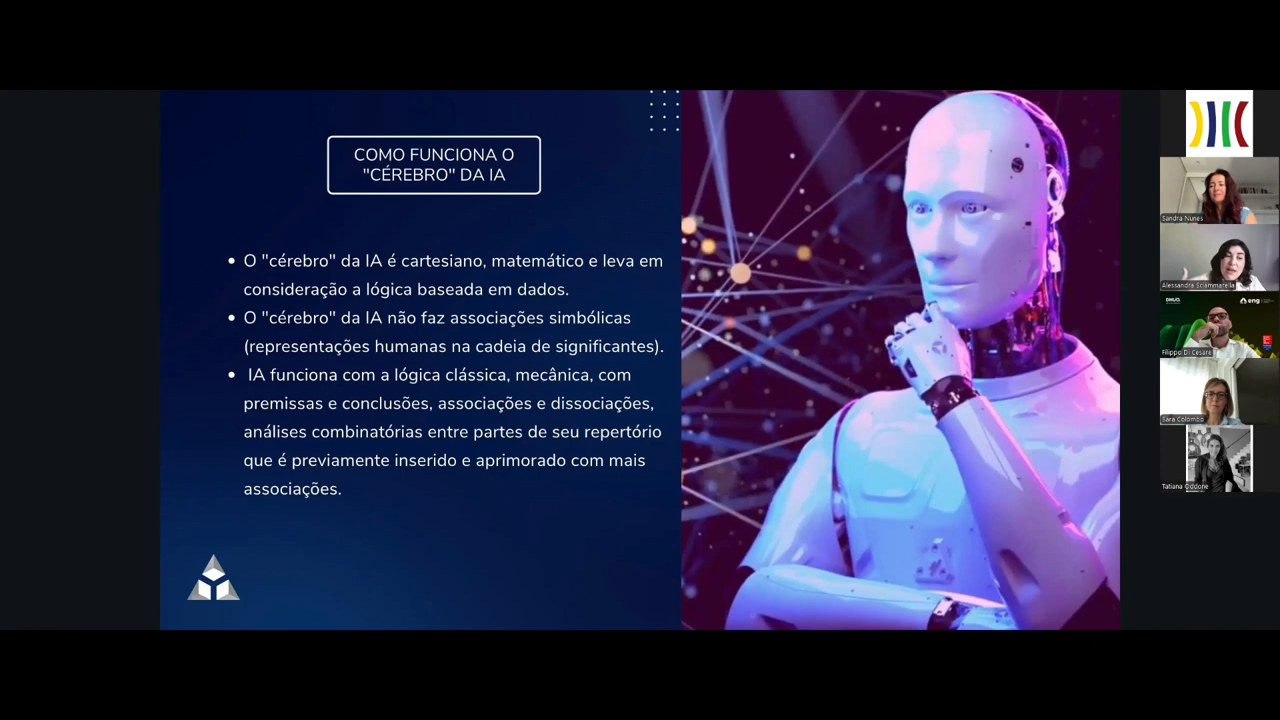 COMO FUNCIONA O
"CÉREBRO" DA IA
• O "cérebro" da IA é cartesiano, matemático e leva em
consideração a lógica baseada em dados.
• O "cérebro" da IA não faz associações simbólicas
(representações humanas na cadeia de significantes).
• IA funciona com a lógica clássica, mecânica, com
premissas e conclusões, associações e dissociações,
análises combinatórias entre partes de seu repertório
que é previamente inserido e aprimorado com mais
associações.
Sandra Nunes
Alessandra Sciammarella
eng
Filippo Di Cesare
Sara Colombo
Tatiana Oddone